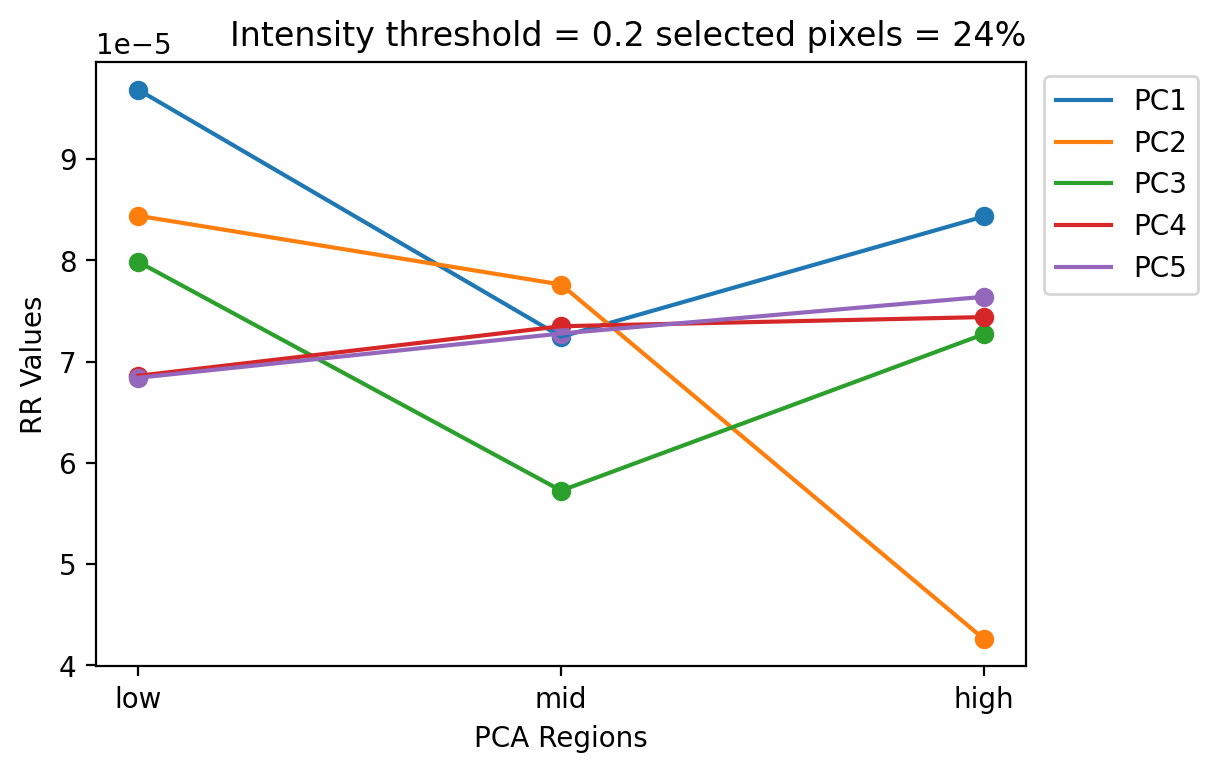 Intensity threshold = 0.2 selected pixels = 24%
1e−5
9
8
7
6
5
4
RR Values
low mid high
PCA Regions
PC1
PC2
PC3
PC4
PC5